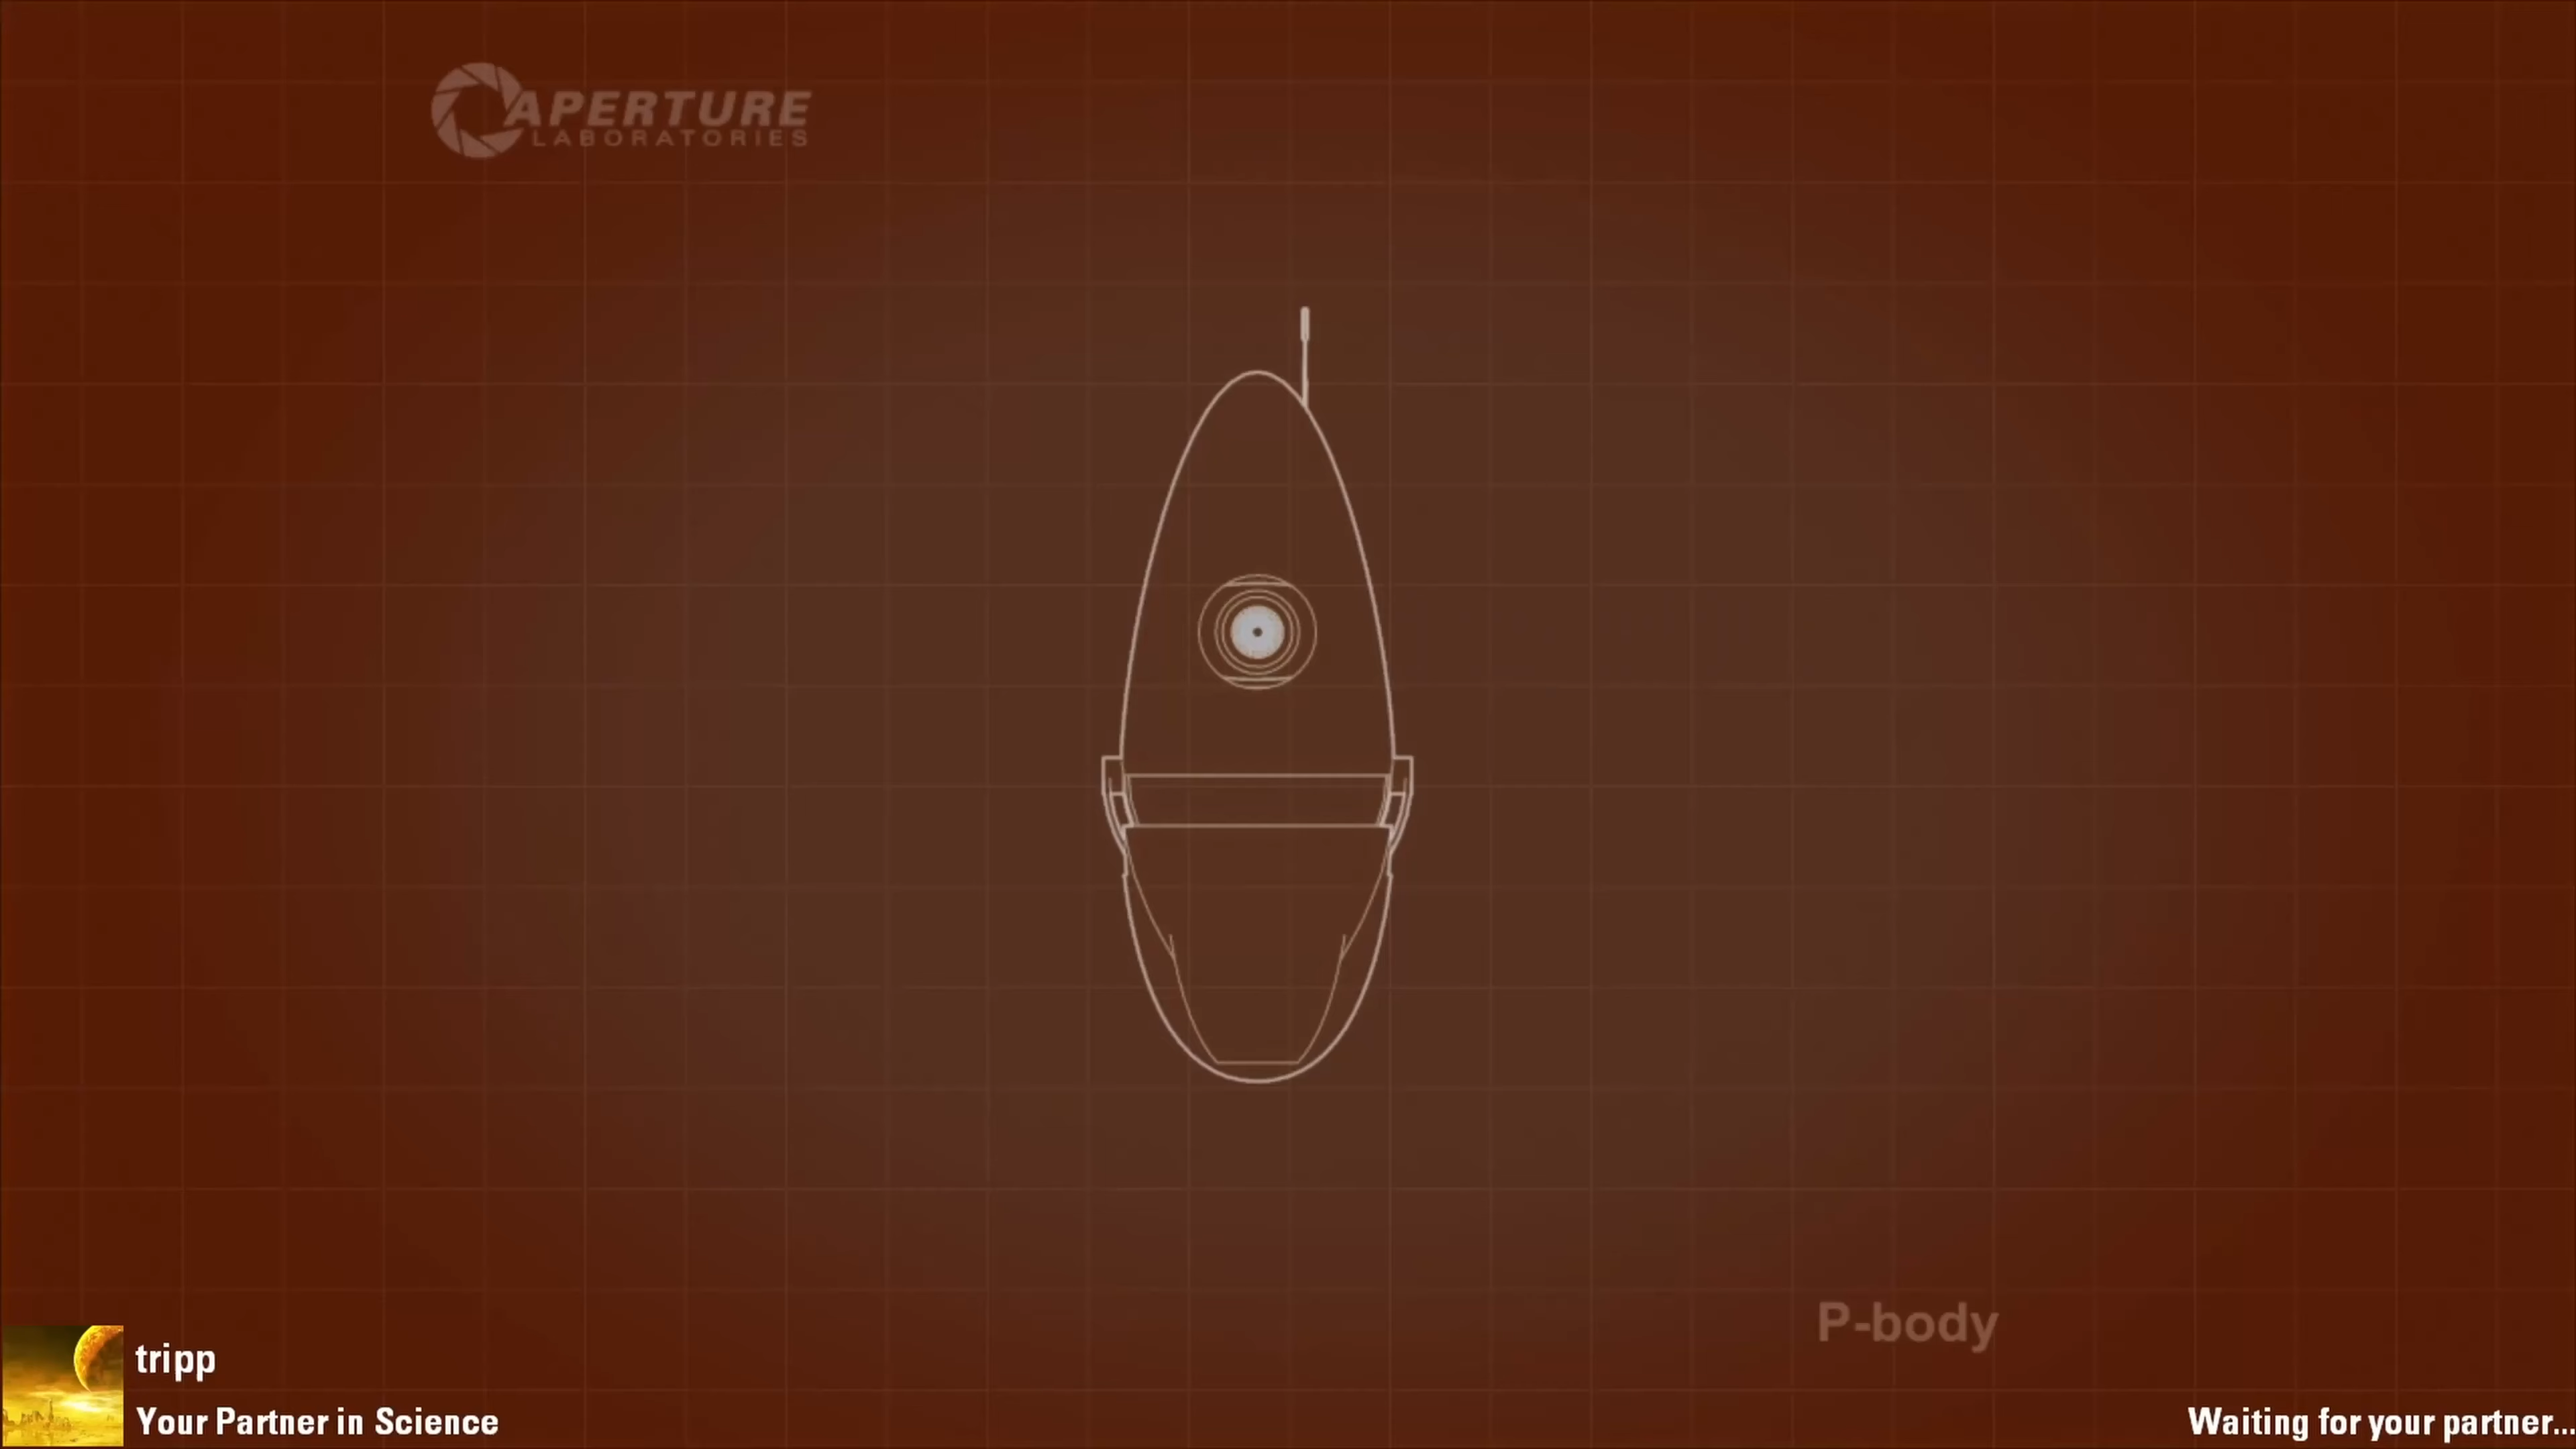 APERTURE
LABORATORIES
P-body
tripp
Your Partner in Science
Waiting for your partner...